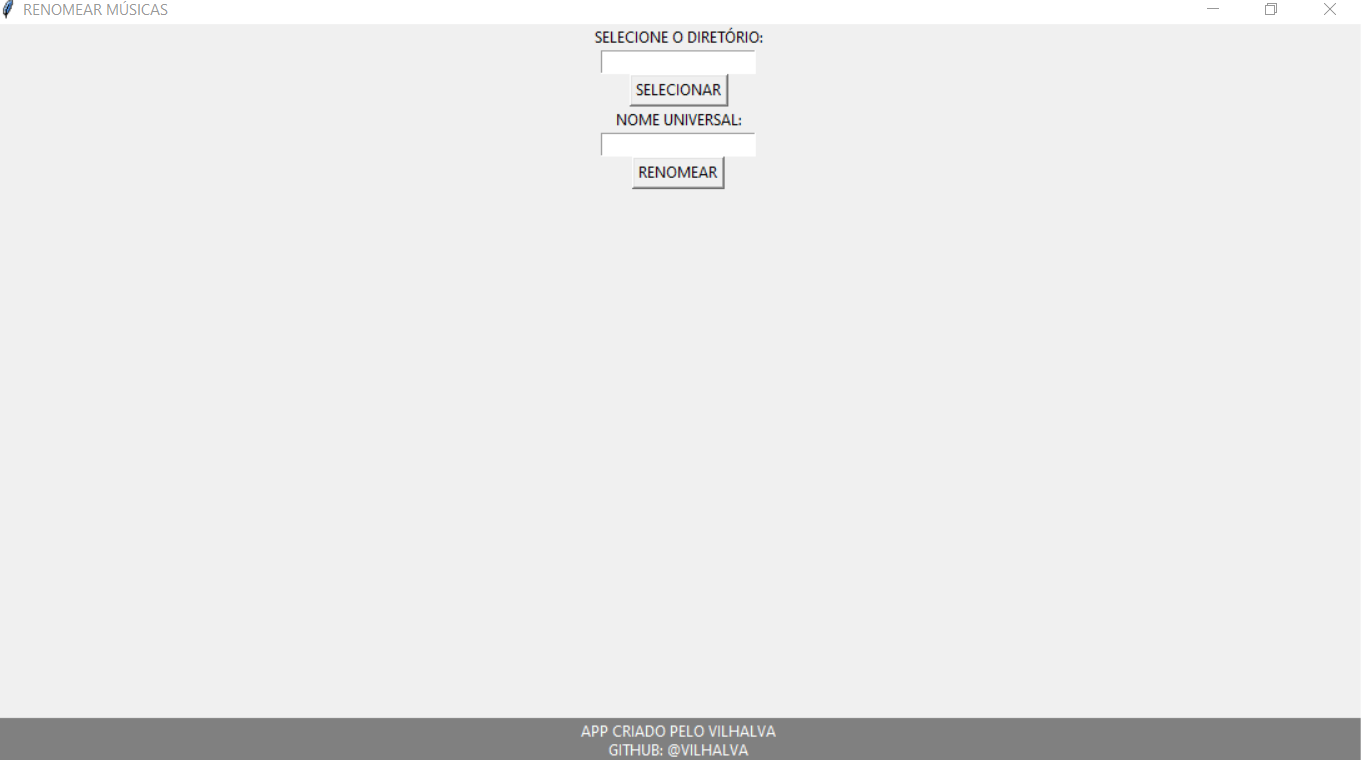 RENOMEAR MÚSICAS
SELECIONE O DIRETÓRIO:
SELECIONAR
NOME UNIVERSAL:
RENOMEAR
APP CRIADO PELO VILHALVA
GITHUB: @VILHALVA